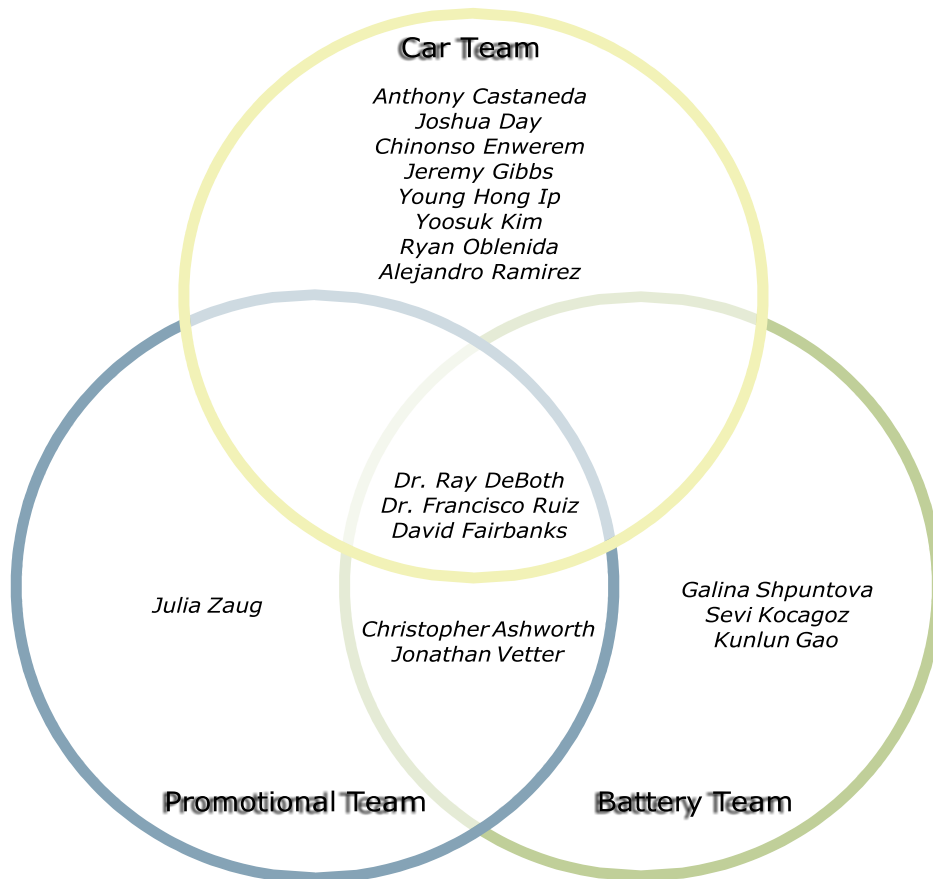 Car Team
Anthony Castaneda
Joshua Day
Chinonso Enwerem
Jeremy Gibbs
Young Hong Ip
Yoosuk Kim
Ryan Oblenida
Alejandro Ramirez
Dr. Ray DeBoth
Dr. Francisco Ruiz
David Fairbanks
Julia Zaug
Christopher Ashworth
Jonathan Vetter
Galina Shpuntova
Sevi Kocagoz
Kunlun Gao
Promotional Team
Battery Team